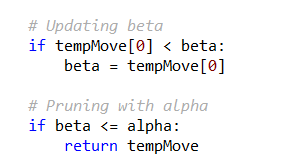 # Updating beta
if tempMove[0] < beta:
    beta = tempMove[0]

# Pruning with alpha
if beta <= alpha:
    return tempMove